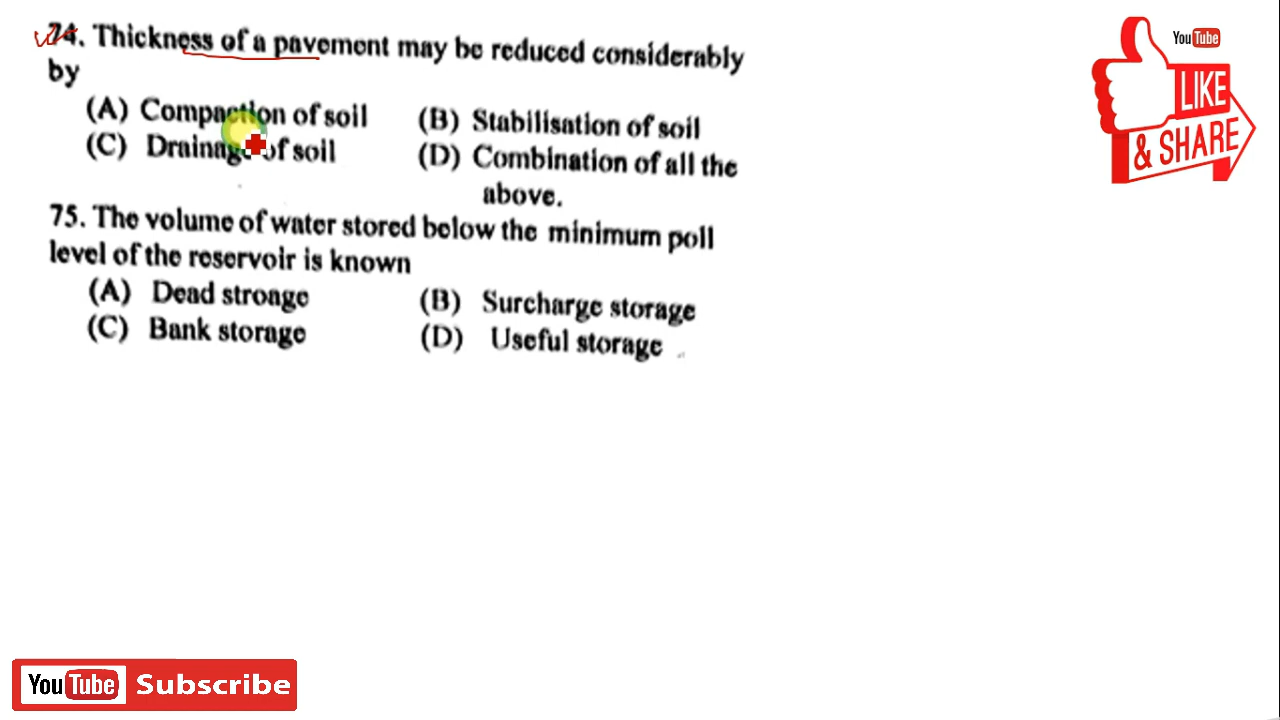 74. Thickness of a pavement may be reduced considerably
by
(A) Compaction of soil (B) Stabilisation of soil
(C) Drainage of soil (D) Combination of all the
above.
75. The volume of water stored below the minimum poll
level of the reservoir is known
(A) Dead stroage (B) Surcharge storage
(C) Bank storage (D) Useful storage
YouTube
LIKE
& SHARE
YouTube Subscribe